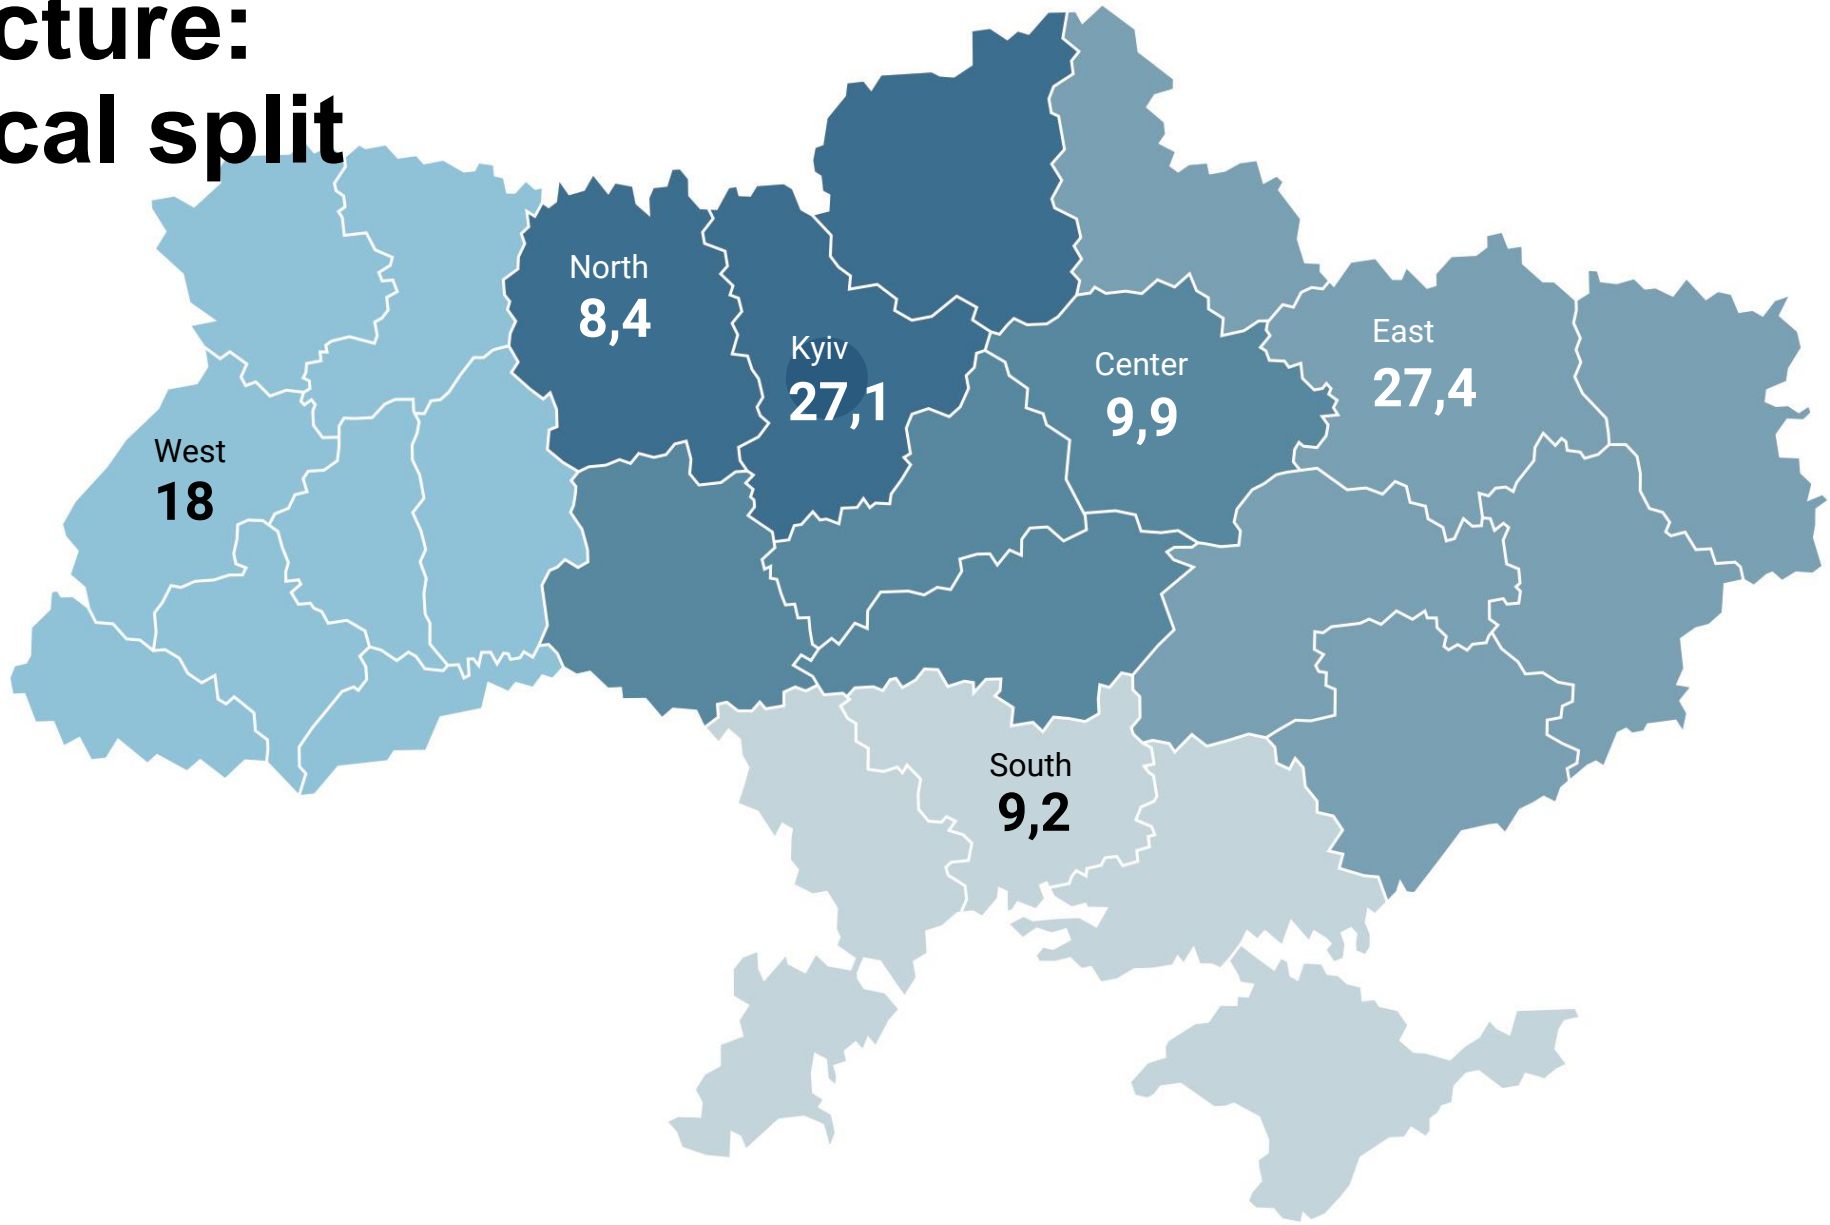 cture:
cal split
North
8,4
Kyiv
27,1
Center
9,9
East
27,4
West
18
South
9,2